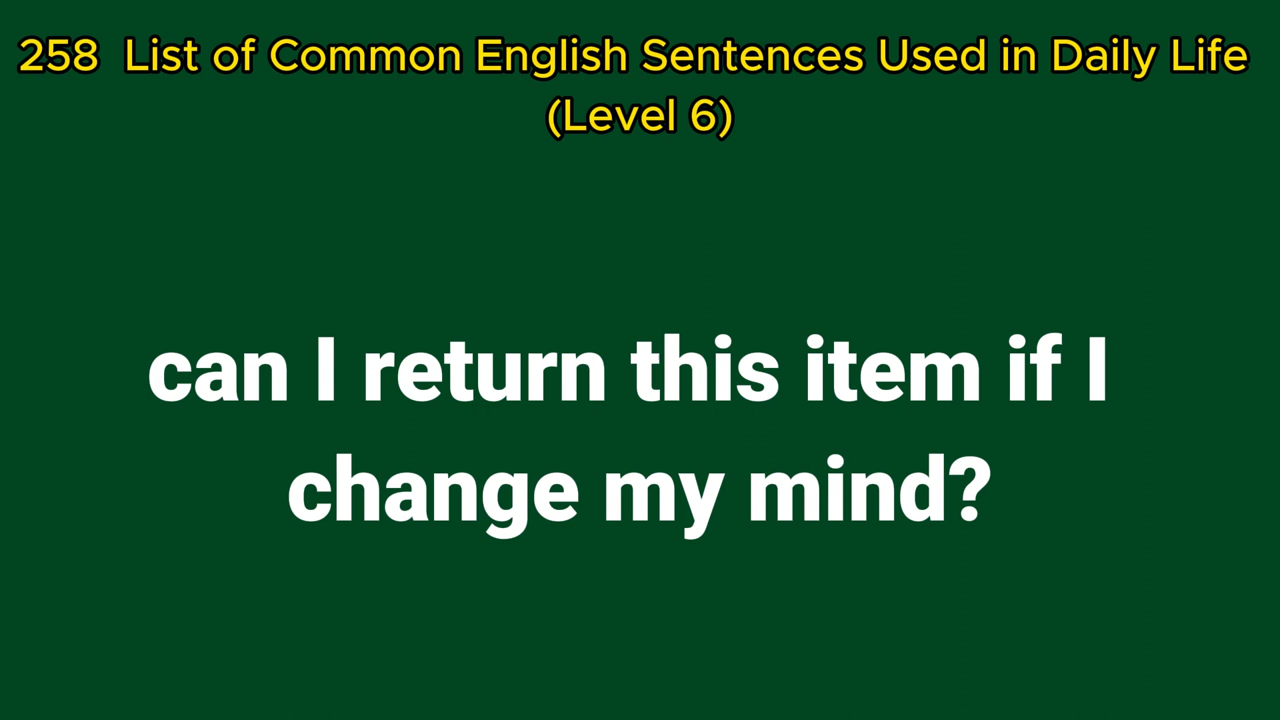 258 List of Common English Sentences Used in Daily Life
(Level 6)
can I return this item if I
change my mind?